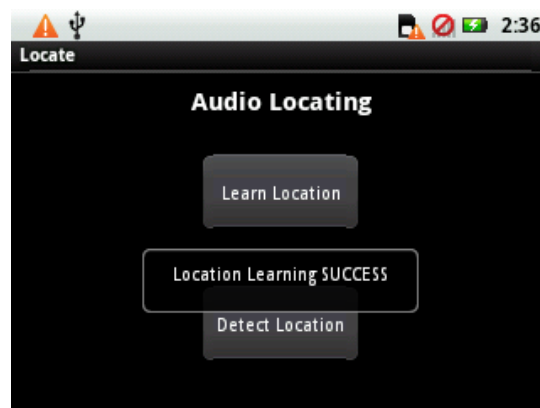 2:36
Locate
Audio Locating
Learn Location
Location Learning SUCCESS
Detect Location